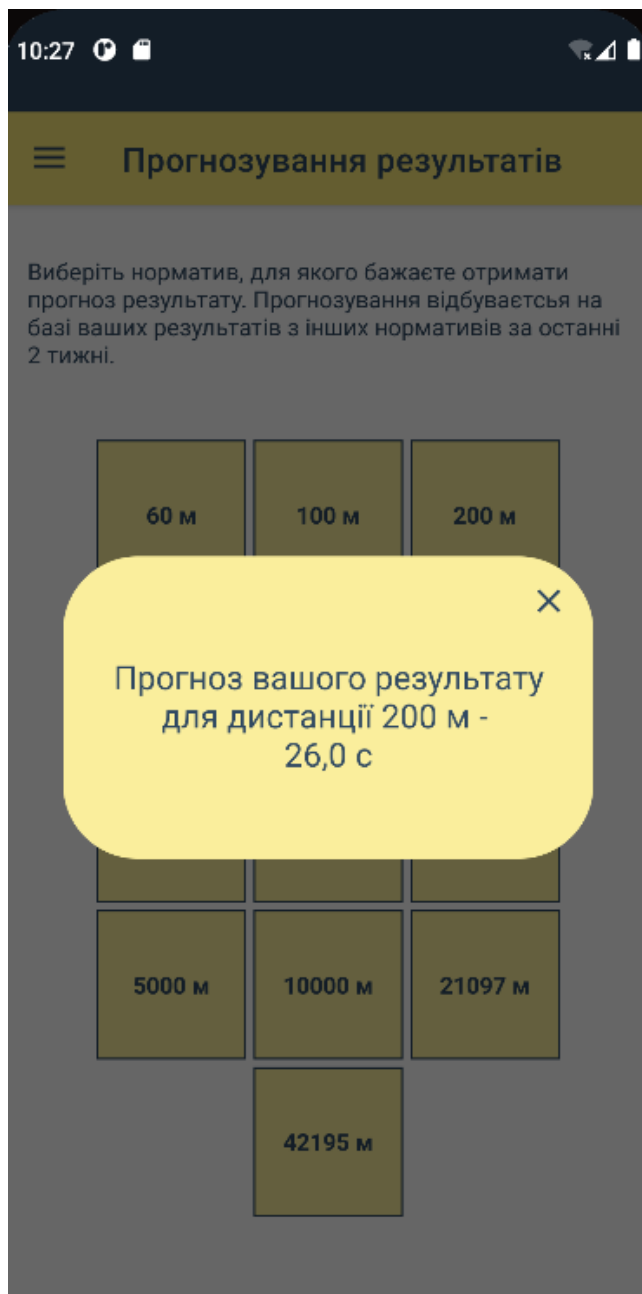 10:27
Прогнозування результатів
Виберіть норматив, для якого бажаєте отримати
прогноз результату. Прогнозування відбуваєтсья на
базі ваших результатів з інших нормативів за останні
2 тижні.
60 м
100 м
200 м
Прогноз вашого результату
для дистанції 200 м -
26,0 с
5000 м
10000 м
21097 м
42195 м